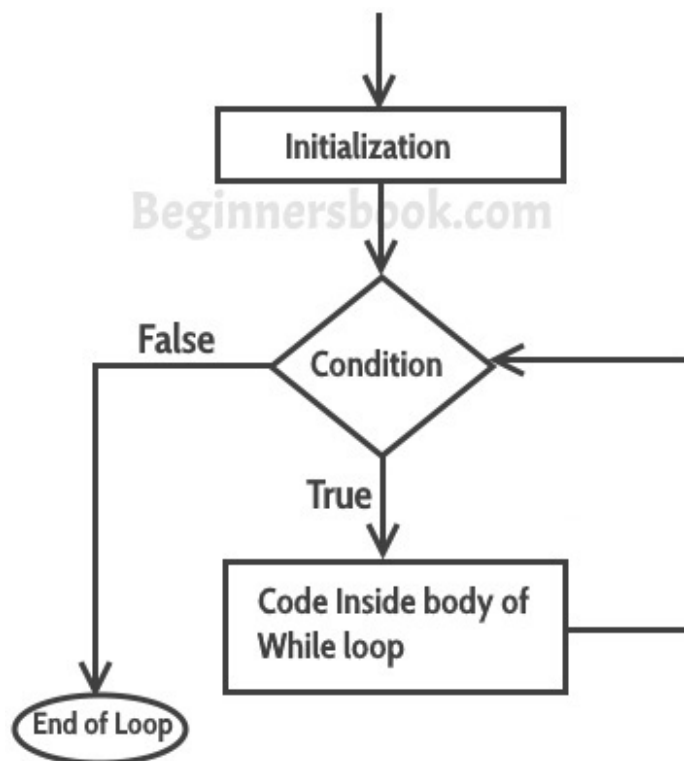 Initialization
Beginnersbook.com
False
Condition
True
Code Inside body of
While loop
End of Loop